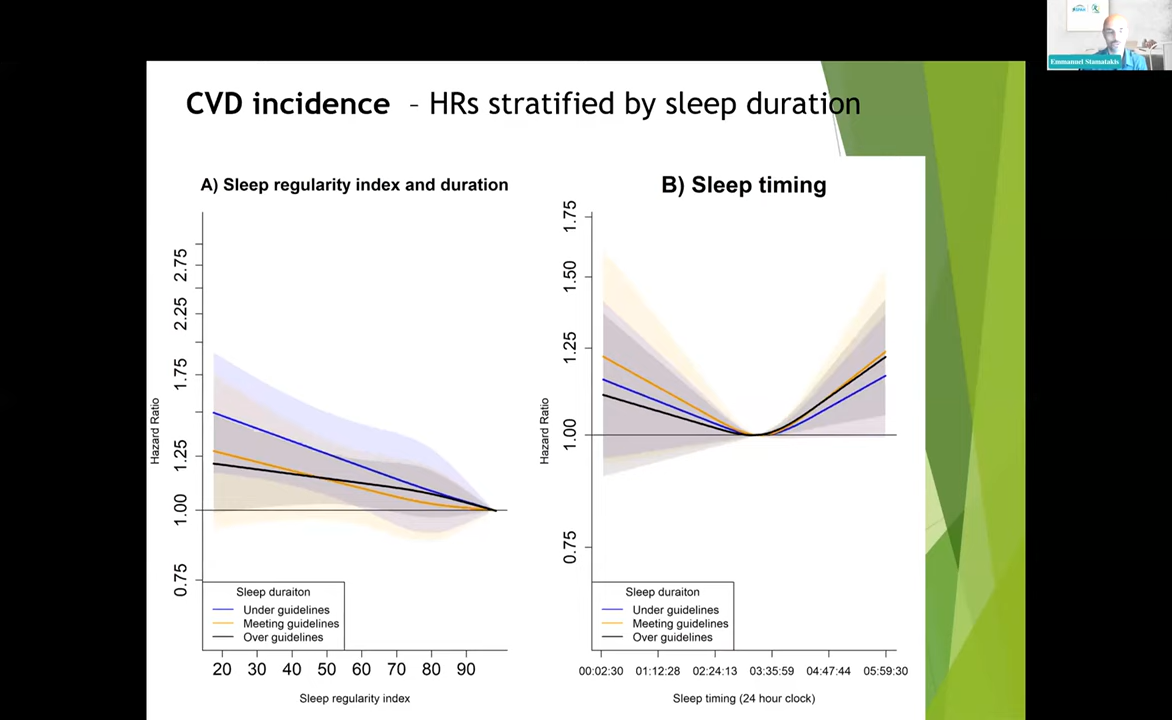 Emmanuel Stamatakis
CVD incidence – HRs stratified by sleep duration
A) Sleep regularity index and duration
Hazard Ratio
2.75
2.25
1.75
1.25
1.00
0.75
Sleep duraiton
Under guidelines
Meeting guidelines
Over guidelines
20 30 40 50 60 70 80 90
Sleep regularity index
B) Sleep timing
Hazard Ratio
1.75
1.50
1.25
1.00
0.75
Sleep duraiton
Under guidelines
Meeting guidelines
Over guidelines
00:02:30 01:12:28 02:24:13 03:35:59 04:47:44 05:59:30
Sleep timing (24 hour clock)